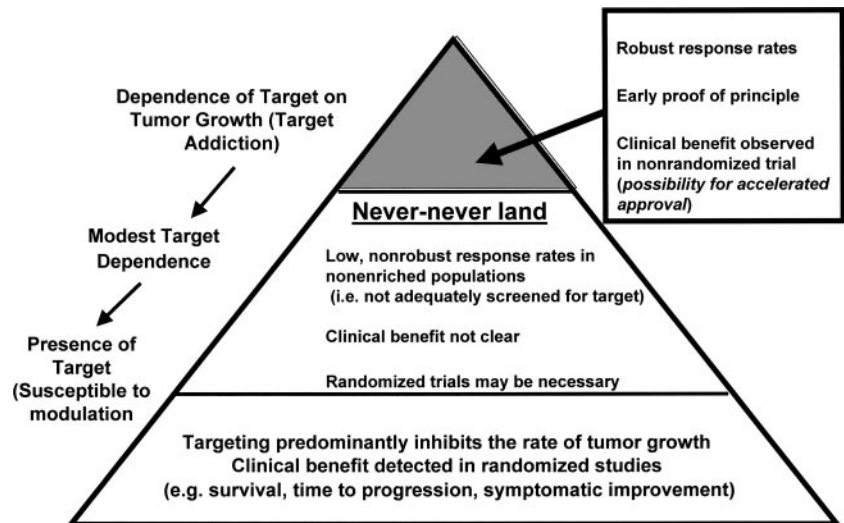 Dependence of Target on
Tumor Growth (Target
Addiction)
Modest Target
Dependence
Presence of
Target
(Susceptible to
modulation
Robust response rates
Early proof of principle
Clinical benefit observed
in nonrandomized trial
(possibility for accelerated
approval)
Never-never land
Low, nonrobust response rates in
nonenriched populations
(i.e. not adequately screened for target)
Clinical benefit not clear
Randomized trials may be necessary
Targeting predominantly inhibits the rate of tumor growth
Clinical benefit detected in randomized studies
(e.g. survival, time to progression, symptomatic improvement)